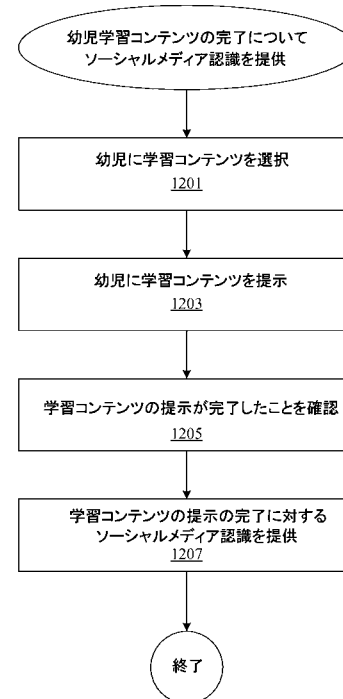 幼児学習コンテンツの完了について
ソーシャルメディア認識を提供
幼児に学習コンテンツを選択
1201
幼児に学習コンテンツを提示
1203
学習コンテンツの提示が完了したことを確認
1205
学習コンテンツの提示の完了に対する
ソーシャルメディア認識を提供
1207
終了